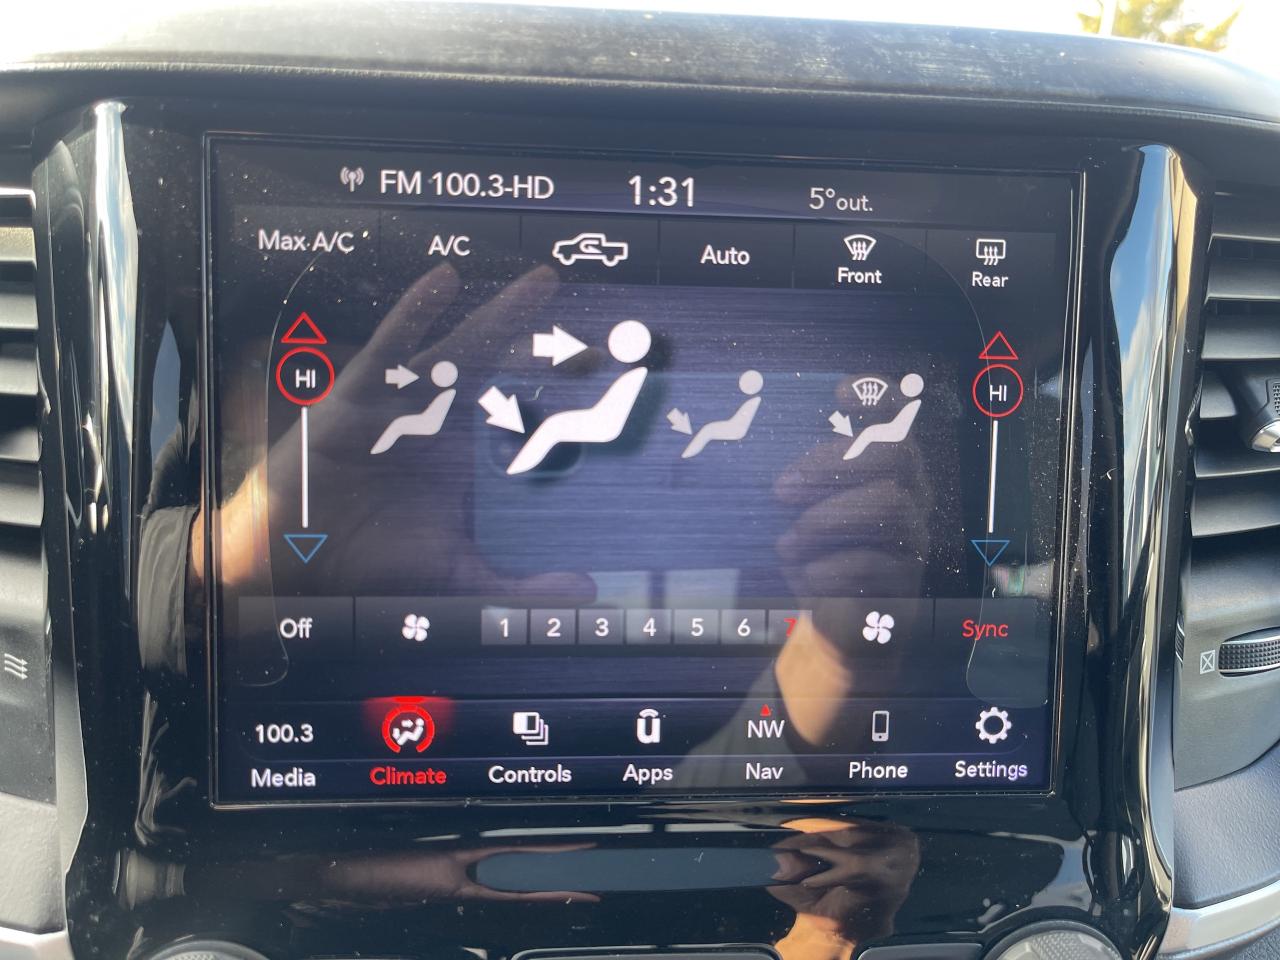 FM 100.3-HD 1:31 5°out.
Max A/C A/C Auto Front Rear
HI HI
Off 1 2 3 4 5 6 7 Sync
100.3 NW
Media Climate Controls Apps Nav Phone Settings